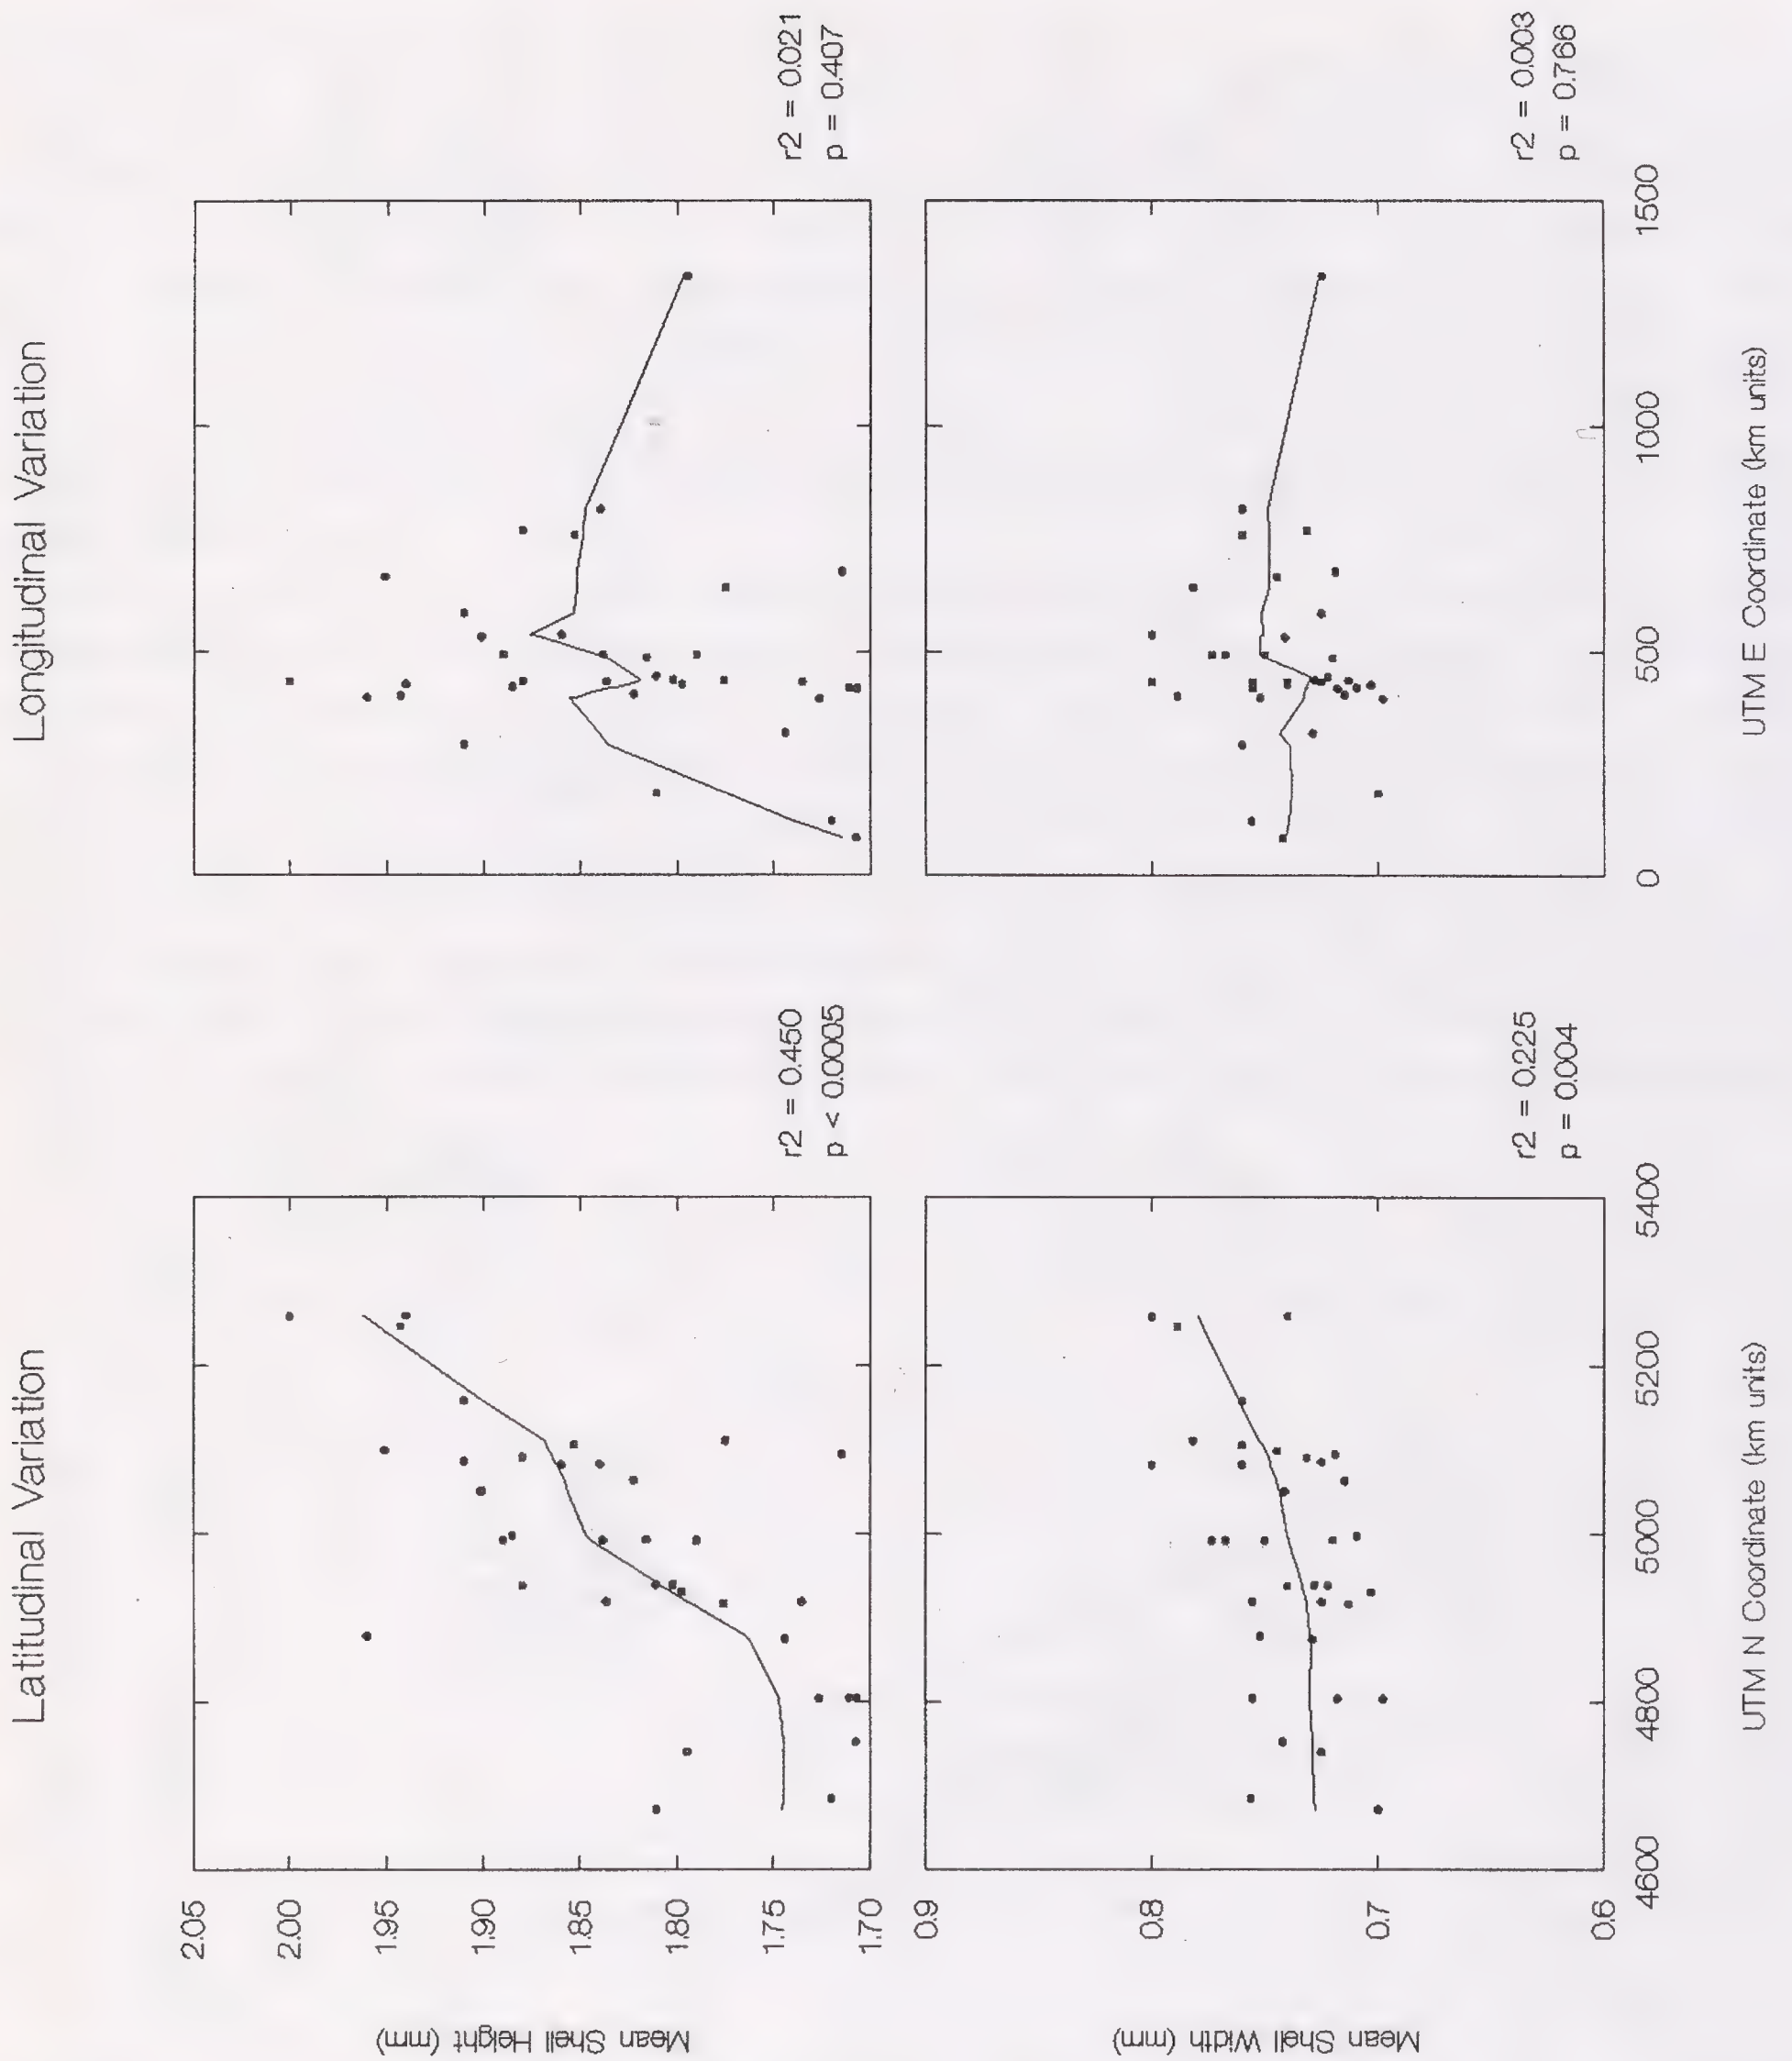 Latitudinal Variation
Longitudinal Variation
Mean Shell Height (mm)
2.05
2.00
1.95
1.90
1.85
1.80
1.75
1.70
r2 = 0.450
p < 0.0005
r2 = 0.021
p = 0.407
Mean Shell Width (mm)
0.9
0.8
0.7
0.6
r2 = 0.225
p = 0.004
r2 = 0.003
p = 0.766
4600
4800
5000
5200
5400
0
500
1000
1500
UTM N Coordinate (km units)
UTM E Coordinate (km units)